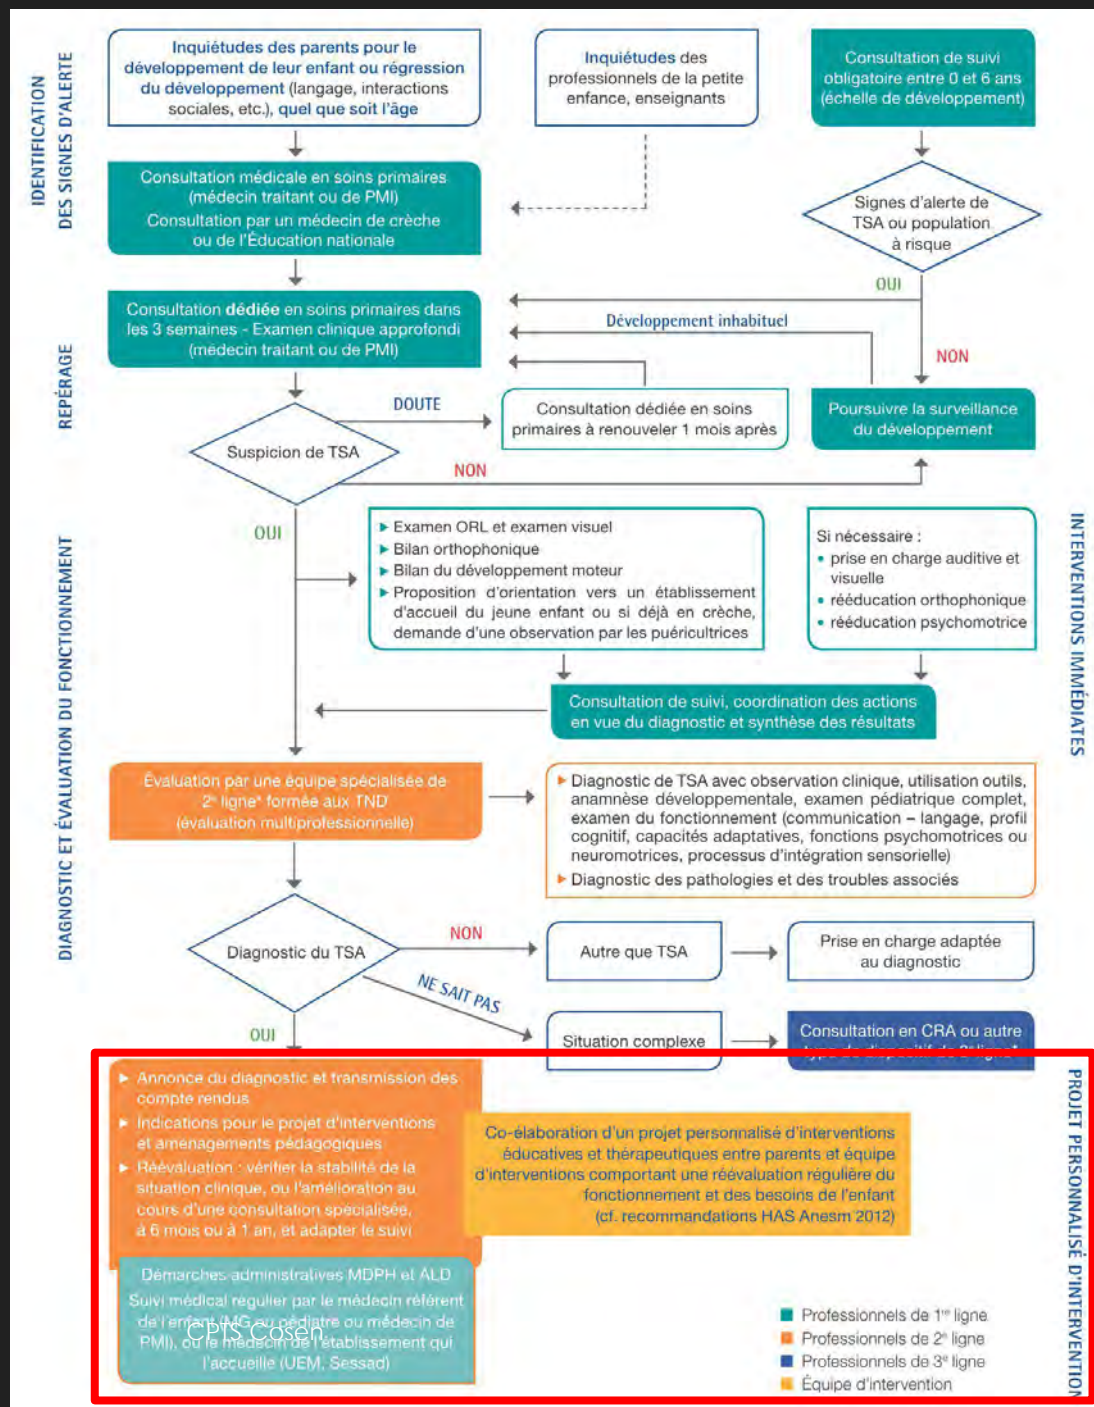 IDENTIFICATION
DES SIGNES D'ALERTE
Inquiétudes des parents pour le
développement de leur enfant ou régression
du développement (langage, interactions
sociales, etc.), quel que soit l'âge
Inquiétudes des
professionnels de la petite
enfance, enseignants
Consultation de suivi
obligatoire entre 0 et 6 ans
(échelle de développement)
Consultation médicale en soins primaires
(médecin traitant ou de PMI)
Consultation par un médecin de crèche
ou de l'Éducation nationale
Signes d'alerte de
TSA ou population
à risque
OUI
NON
REPÉRAGE
Consultation dédiée en soins primaires dans
les 3 semaines - Examen clinique approfondi
(médecin traitant ou de PMI)
Développement inhabituel
DOUTE
Consultation dédiée en soins
primaires à renouveler 1 mois après
Poursuivre la surveillance
du développement
Suspicion de TSA
NON
OUI
DIAGNOSTIC ET ÉVALUATION DU FONCTIONNEMENT
INTERVENTIONS IMMÉDIATES
▶ Examen ORL et examen visuel
▶ Bilan orthophonique
▶ Bilan du développement moteur
▶ Proposition d'orientation vers un établissement
d'accueil du jeune enfant ou si déjà en crèche,
demande d'une observation par les puéricultrices
Si nécessaire :
• prise en charge auditive et
visuelle
• rééducation orthophonique
• rééducation psychomotrice
Consultation de suivi, coordination des actions
en vue du diagnostic et synthèse des résultats
Évaluation par une équipe spécialisée de
2e ligne* formée aux TND
(évaluation multiprofessionnelle)
▶ Diagnostic de TSA avec observation clinique, utilisation outils,
anamnèse développementale, examen pédiatrique complet,
examen du fonctionnement (communication – langage, profil
cognitif, capacités adaptatives, fonctions psychomotrices ou
neuromotrices, processus d'intégration sensorielle)
▶ Diagnostic des pathologies et des troubles associés
Diagnostic du TSA
NON
Autre que TSA
Prise en charge adaptée
au diagnostic
NE SAIT PAS
Situation complexe
Consultation en CRA ou autre
type de dispositif de 3e ligne*
OUI
PROJET PERSONNALISÉ D'INTERVENTION
▶ Annonce du diagnostic et transmission des
compte rendus
▶ Indications pour le projet d'interventions
et aménagements pédagogiques
▶ Réévaluation : vérifier la stabilité de la
situation clinique, ou l'amélioration au
cours d'une consultation spécialisée,
à 6 mois ou à 1 an, et adapter le suivi
Co-élaboration d'un projet personnalisé d'interventions
éducatives et thérapeutiques entre parents et équipe
d'interventions comportant une réévaluation régulière du
fonctionnement et des besoins de l'enfant
(cf. recommandations HAS Anesm 2012)
Démarches administratives MDPH et ALD
Suivi médical regulier par le médecin référent
de l'enfant (MG ou pédiatre ou médecin de
PMI), ou le médecin de l'établissement qui
l'accueille (UEM, Sessad)
CPTS Cosen
Professionnels de 1re ligne
Professionnels de 2e ligne
Professionnels de 3e ligne
Équipe d'intervention